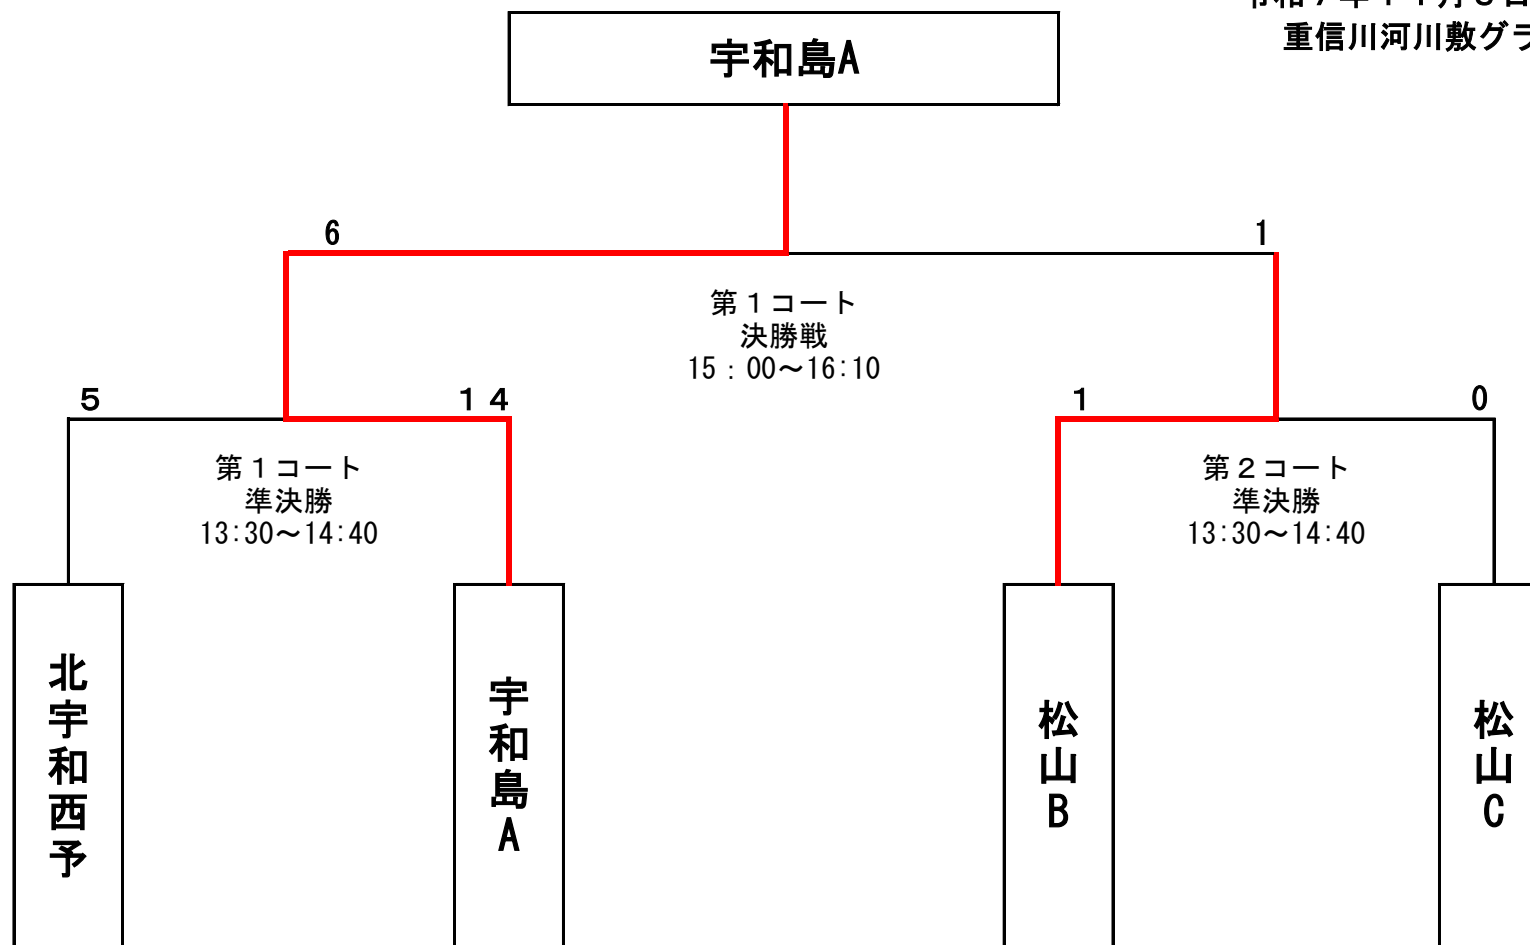 重信川河川敷グラ
宇和島A
6
1
第１コート
決勝戦
15：00～16:10
5
１４
1
0
第１コート
準決勝
13:30～14:40
第２コート
準決勝
13:30～14:40
北宇和西予
宇和島A
松山B
松山C